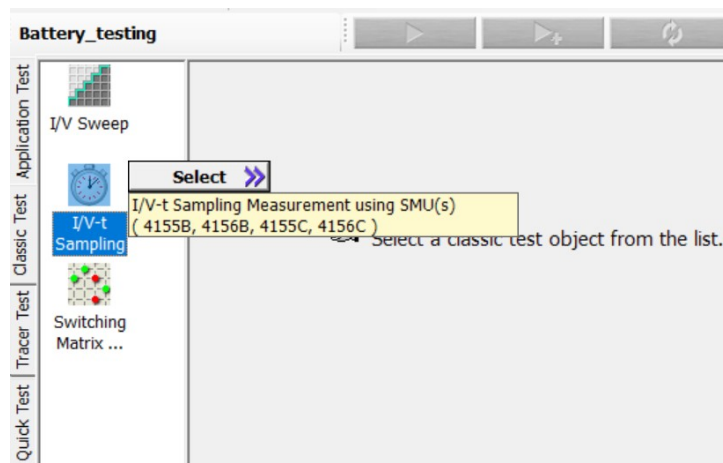 Battery_testing
Application Test
Classic Test
Tracer Test
Quick Test
I/V Sweep
Select
I/V-t
Sampling
I/V-t Sampling Measurement using SMU(s)
( 4155B, 4156B, 4155C, 4156C )
Select a classic test object from the list.
Switching
Matrix ...